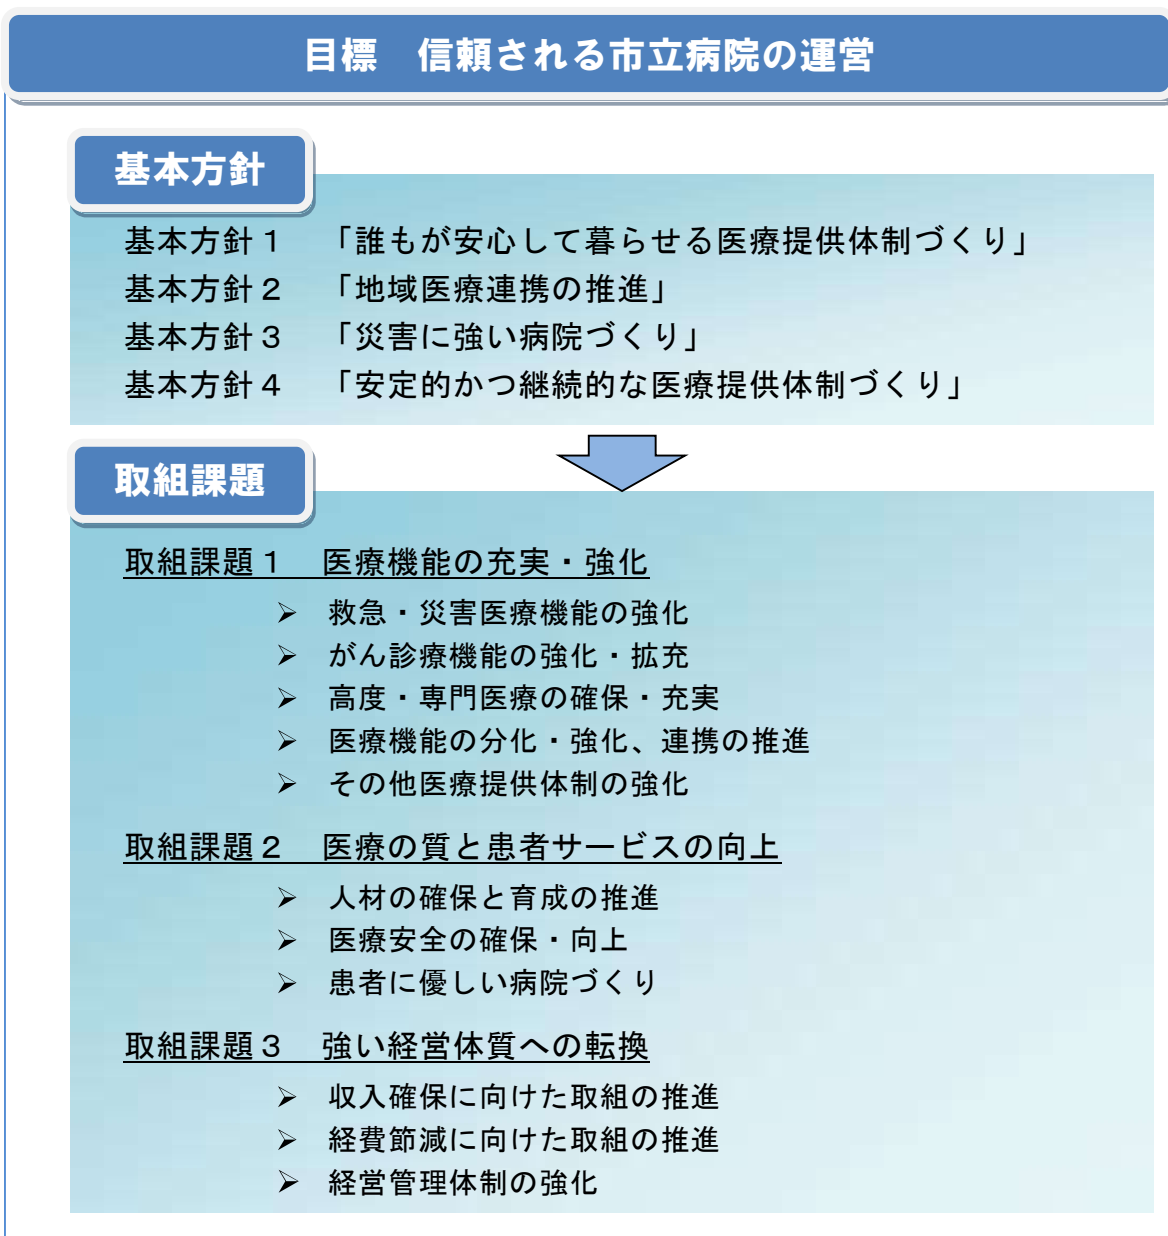 目標　信頼される市立病院の運営
基本方針
基本方針１　「誰もが安心して暮らせる医療提供体制づくり」
基本方針２　「地域医療連携の推進」
基本方針３　「災害に強い病院づくり」
基本方針４　「安定的かつ継続的な医療提供体制づくり」
取組課題
取組課題１　医療機能の充実・強化
➢ 救急・災害医療機能の強化
➢ がん診療機能の強化・拡充
➢ 高度・専門医療の確保・充実
➢ 医療機能の分化・強化、連携の推進
➢ その他医療提供体制の強化
取組課題２　医療の質と患者サービスの向上
➢ 人材の確保と育成の推進
➢ 医療安全の確保・向上
➢ 患者に優しい病院づくり
取組課題３　強い経営体質への転換
➢ 収入確保に向けた取組の推進
➢ 経費節減に向けた取組の推進
➢ 経営管理体制の強化